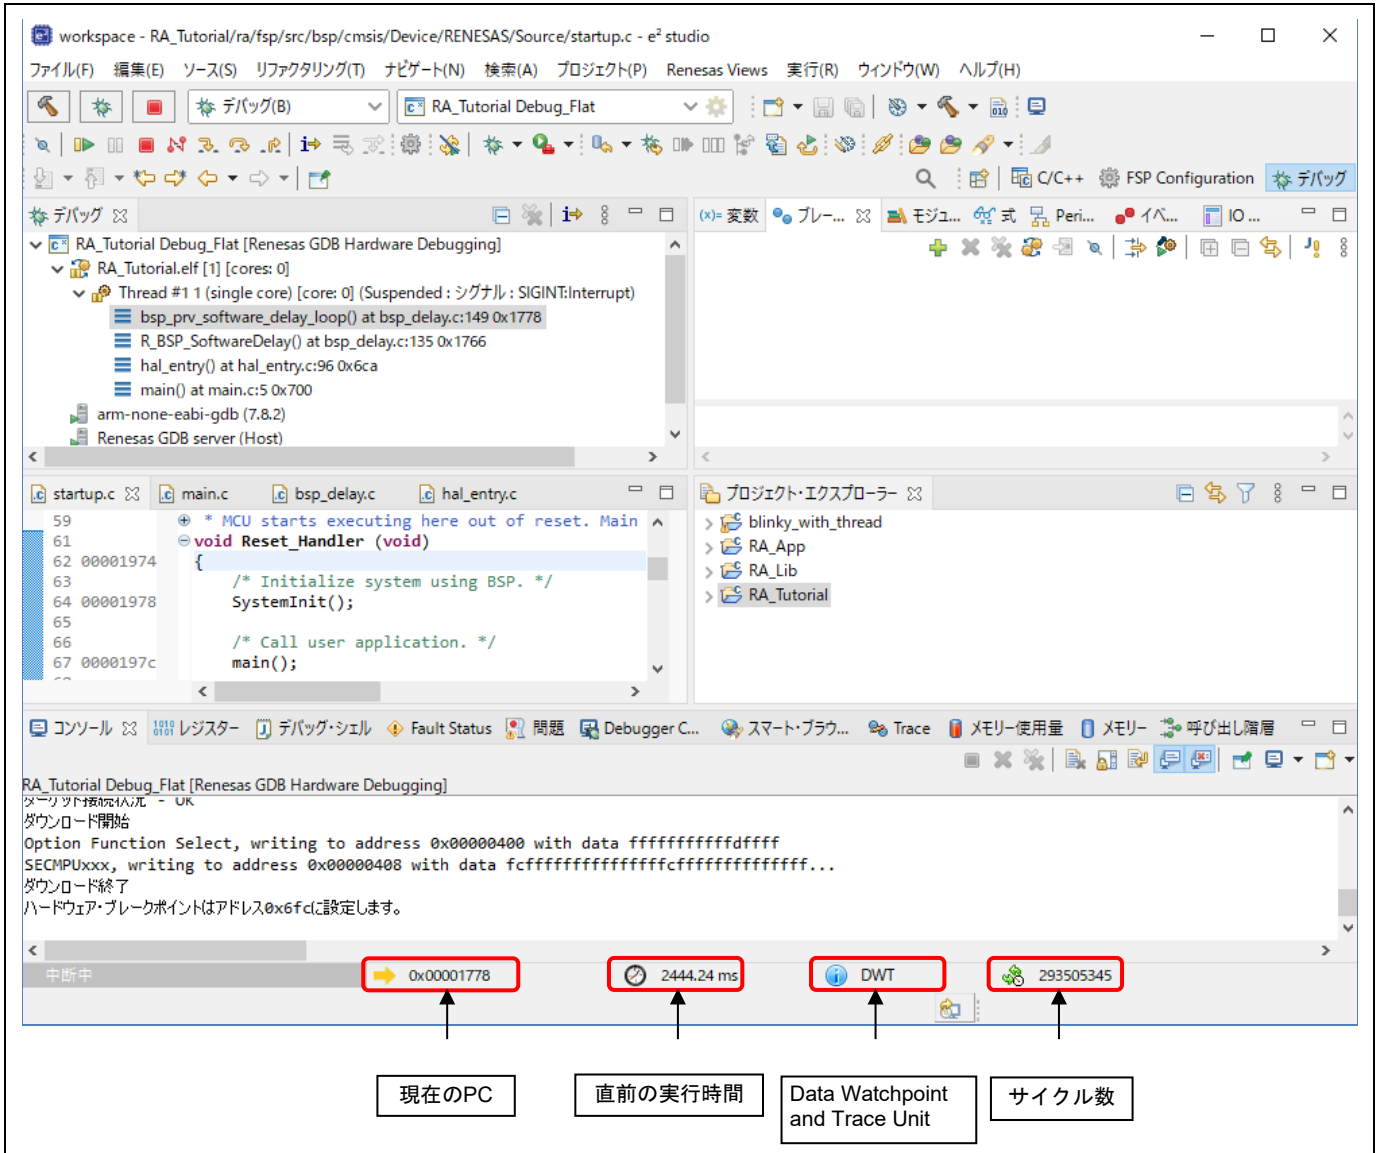 workspace - RA_Tutorial/ra/fsp/src/bsp/cmsis/Device/RENESAS/Source/startup.c - e² studio
ファイル(F) 編集(E) ソース(S) リファクタリング(T) ナビゲート(N) 検索(A) プロジェクト(P) Renesas Views 実行(R) ウィンドウ(W) ヘルプ(H)
デバッグ(B) RA_Tutorial Debug_Flat
C/C++ FSP Configuration デバッグ
デバッグ
RA_Tutorial Debug_Flat [Renesas GDB Hardware Debugging]
RA_Tutorial.elf [1] [cores: 0]
Thread #1 1 (single core) [core: 0] (Suspended : シグナル : SIGINT:Interrupt)
bsp_prv_software_delay_loop() at bsp_delay.c:149 0x1778
R_BSP_SoftwareDelay() at bsp_delay.c:135 0x1766
hal_entry() at hal_entry.c:96 0x6ca
main() at main.c:5 0x700
arm-none-eabi-gdb (7.8.2)
Renesas GDB server (Host)
(x)= 変数 ブレー... モジュ... 式 Peri... イベ... IO ...
startup.c main.c bsp_delay.c hal_entry.c
59 * MCU starts executing here out of reset. Main
61 void Reset_Handler (void)
62 00001974 {
63 /* Initialize system using BSP. */
64 00001978 SystemInit();
65
66 /* Call user application. */
67 0000197c main();
プロジェクト・エクスプローラー
blinky_with_thread
RA_App
RA_Lib
RA_Tutorial
コンソール レジスター デバッグ・シェル Fault Status 問題 Debugger C... スマート・ブラウ... Trace メモリー使用量 メモリー 呼び出し階層
RA_Tutorial Debug_Flat [Renesas GDB Hardware Debugging]
ターゲット接続状況 - OK
ダウンロード開始
Option Function Select, writing to address 0x00000400 with data ffffffffffffdffff
SECMPUxxx, writing to address 0x00000408 with data fcffffffffffffffffcfffffffffffffff...
ダウンロード終了
ハードウェア・ブレークポイントはアドレス0x6fcに設定します。
中断中 0x00001778 2444.24 ms DWT 293505345
現在のPC
直前の実行時間
Data Watchpoint
and Trace Unit
サイクル数